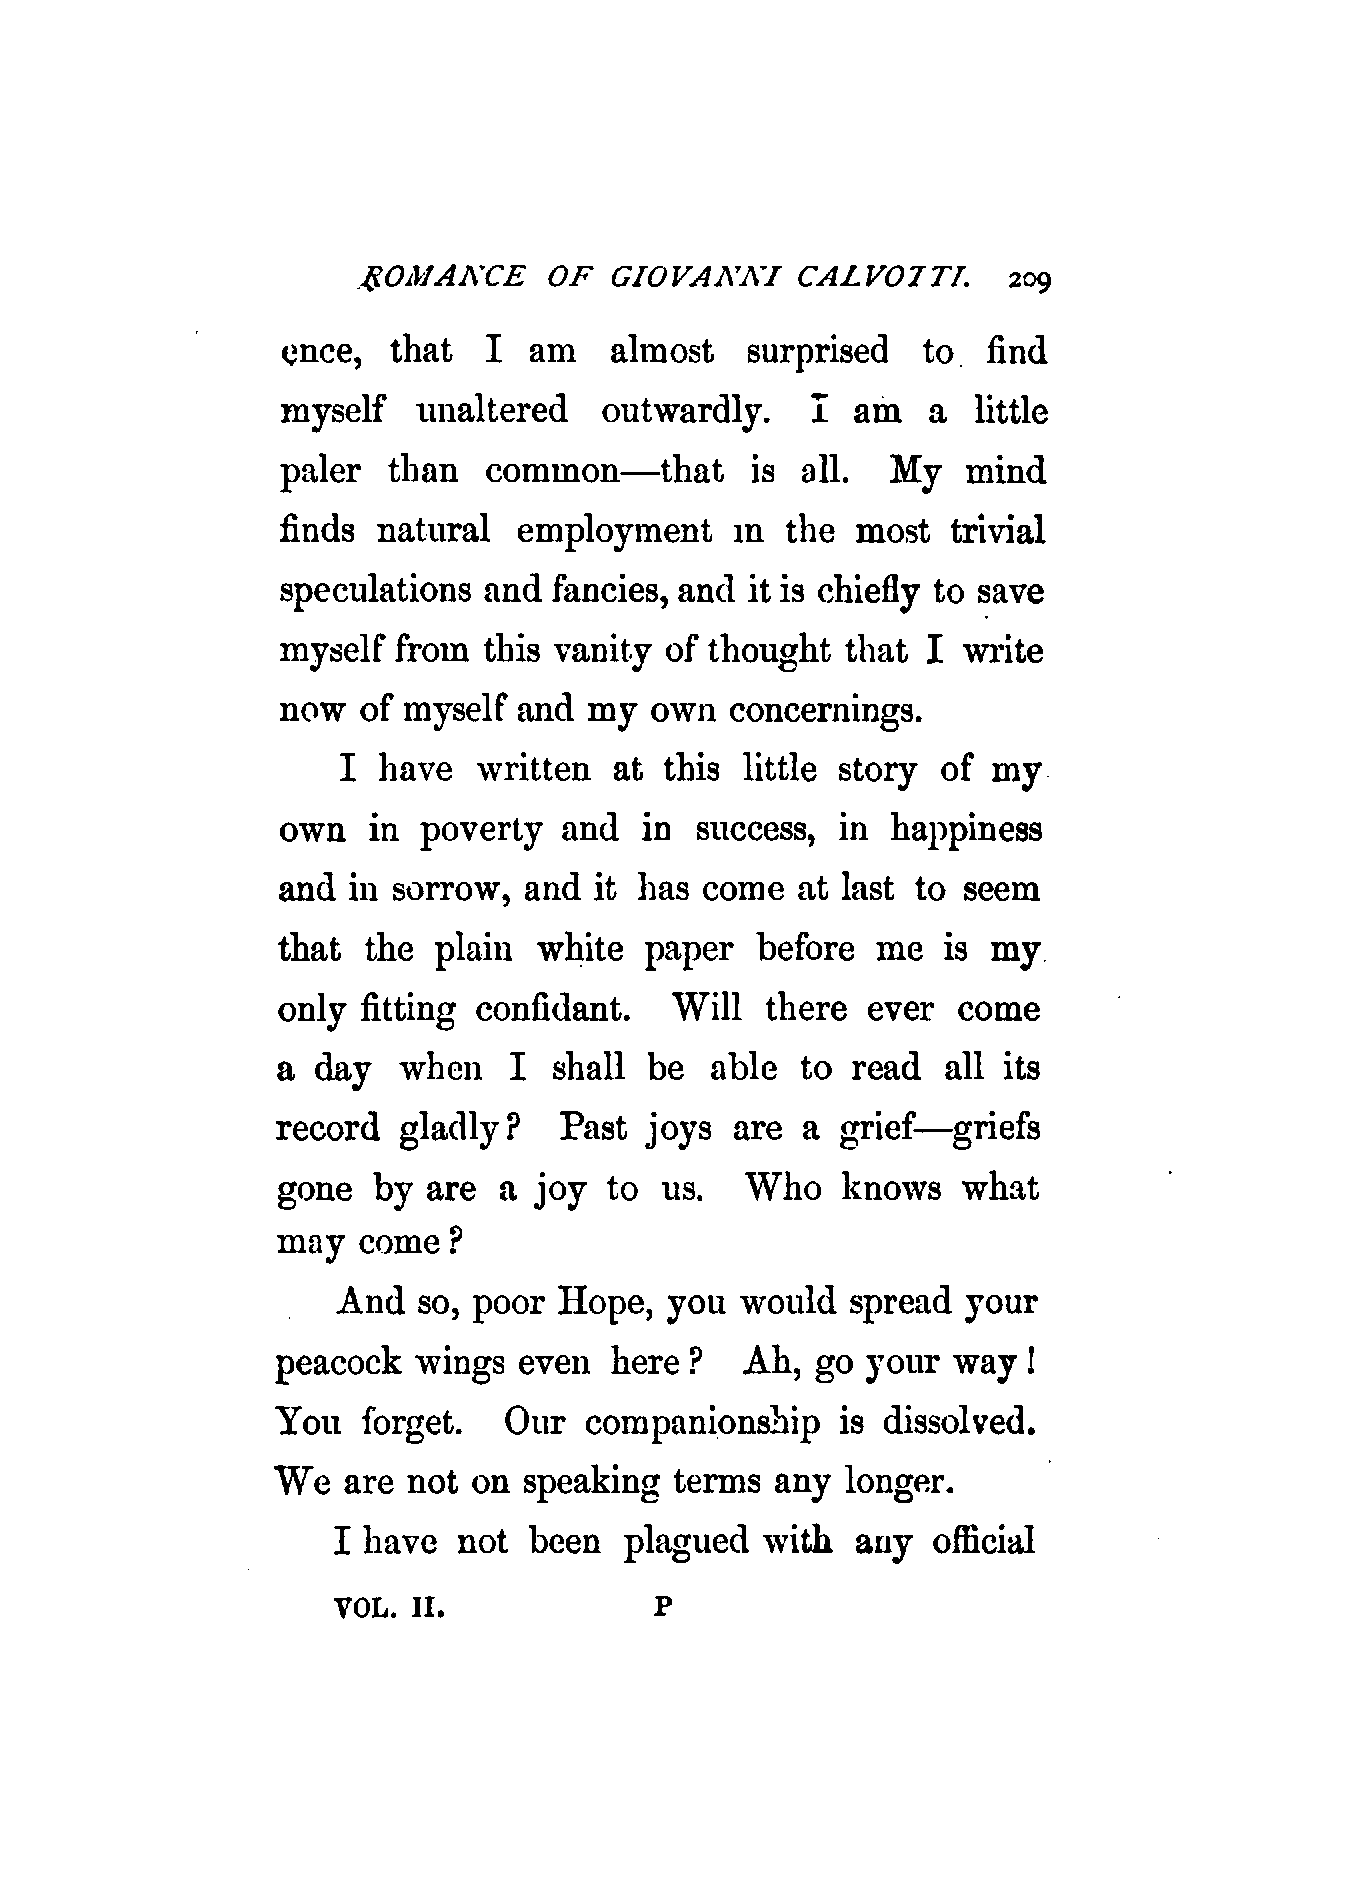 ROMANCE OF GIOVANNI CALVOTTI. 209
ence, that I am almost surprised to find
myself unaltered outwardly. I am a little
paler than common—that is all. My mind
finds natural employment in the most trivial
speculations and fancies, and it is chiefly to save
myself from this vanity of thought that I write
now of myself and my own concernings.
I have written at this little story of my
own in poverty and in success, in happiness
and in sorrow, and it has come at last to seem
that the plain white paper before me is my
only fitting confidant. Will there ever come
a day when I shall be able to read all its
record gladly? Past joys are a grief—griefs
gone by are a joy to us. Who knows what
may come?
And so, poor Hope, you would spread your
peacock wings even here? Ah, go your way!
You forget. Our companionship is dissolved.
We are not on speaking terms any longer.
I have not been plagued with any official
VOL. II. P